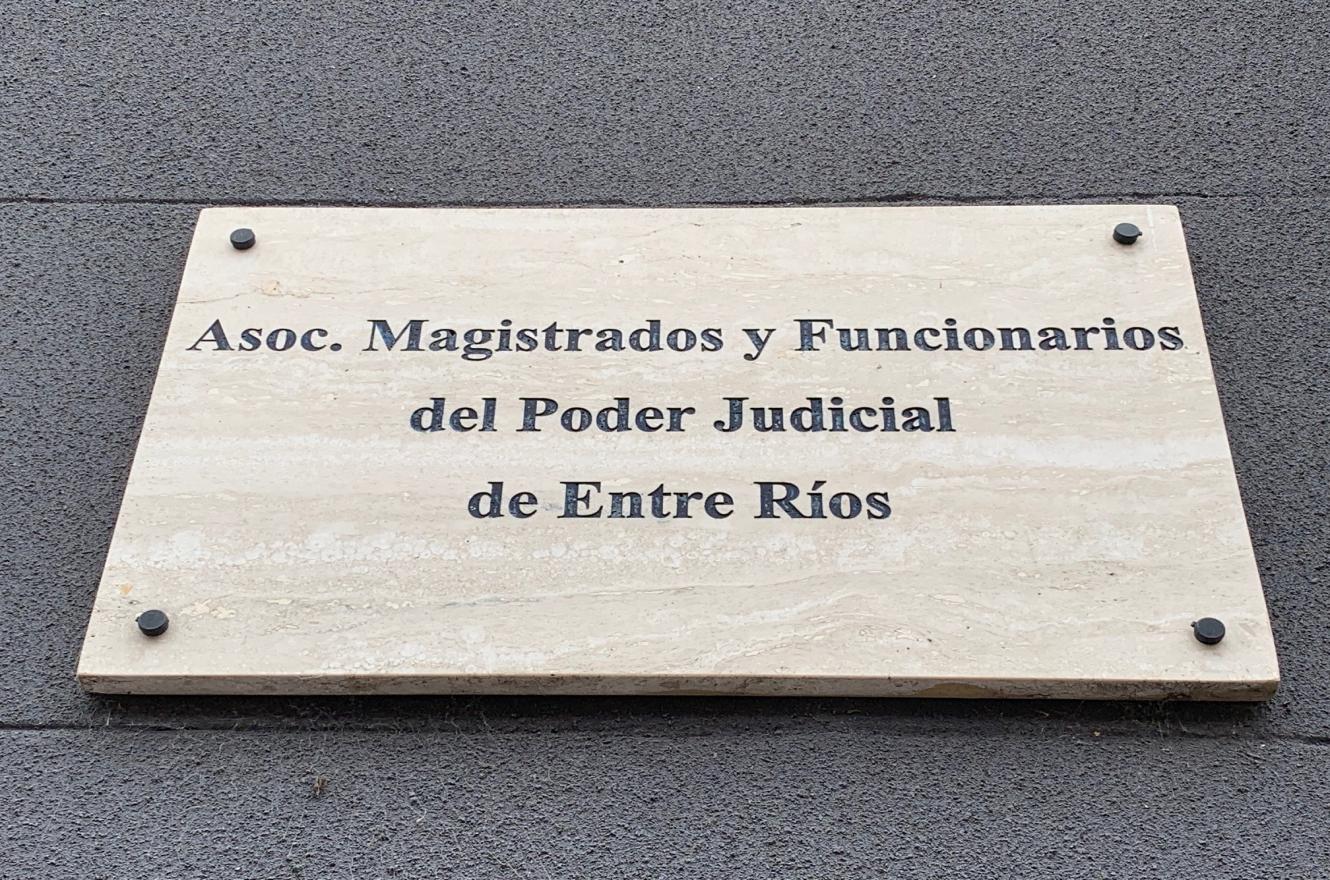 Asoc. Magistrados y Funcionarios
del Poder Judicial
de Entre Ríos